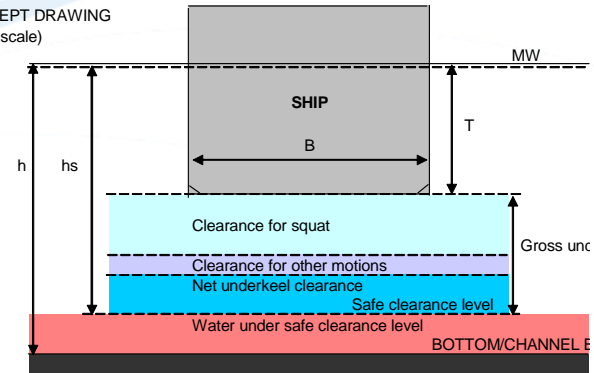 EPT DRAWING
scale)
MW
SHIP
T
B
h
hs
Clearance for squat
Gross und
Clearance for other motions
Net underkeel clearance
Safe clearance level
Water under safe clearance level
BOTTOM/CHANNEL B